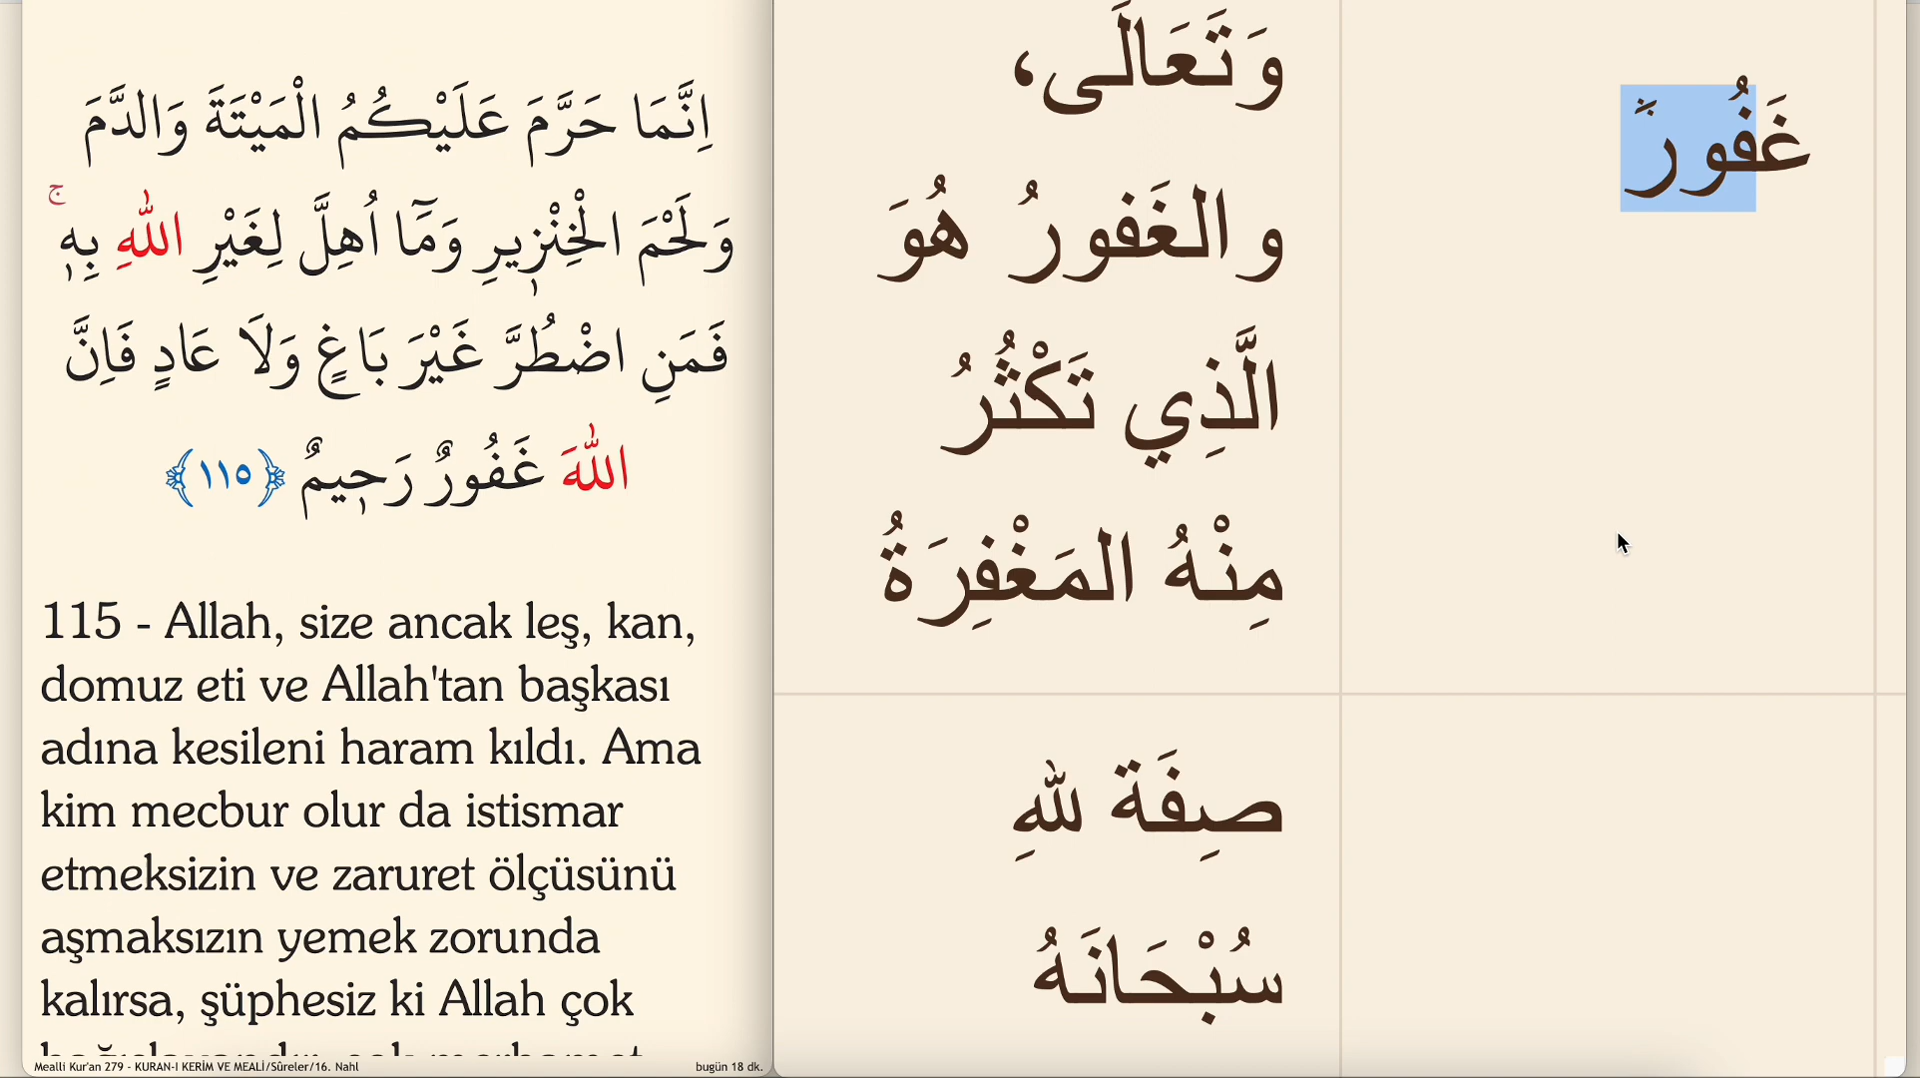 اِنَّمَا حَرَّمَ عَلَيْكُمُ الْمَيْتَةَ وَالدَّمَ
وَلَحْمَ الْخِنْز۪يرِ وَمَٓا اُهِلَّ لِغَيْرِ اللّٰهِ بِه۪ۚ
فَمَنِ اضْطُرَّ غَيْرَ بَاغٍ وَلَا عَادٍ فَاِنَّ
اللّٰهَ غَفُورٌ رَح۪يمٌ ﴿١١٥﴾
115 - Allah, size ancak leş, kan,
domuz eti ve Allah'tan başkası
adına kesileni haram kıldı. Ama
kim mecbur olur da istismar
etmeksizin ve zaruret ölçüsünü
aşmaksızın yemek zorunda
kalırsa, şüphesiz ki Allah çok
Mealli Kur'an 279 - KURAN-I KERİM VE MEALİ/Sûreler/16. Nahl
bugün 18 dk.
غَفُورً
وَتَعَالَى،
والغَفورُ هُوَ
الَّذِي تَكْثُرُ
مِنْهُ المَغْفِرَةُ
صِفَة لِلّٰهِ
سُبْحَانَهُ